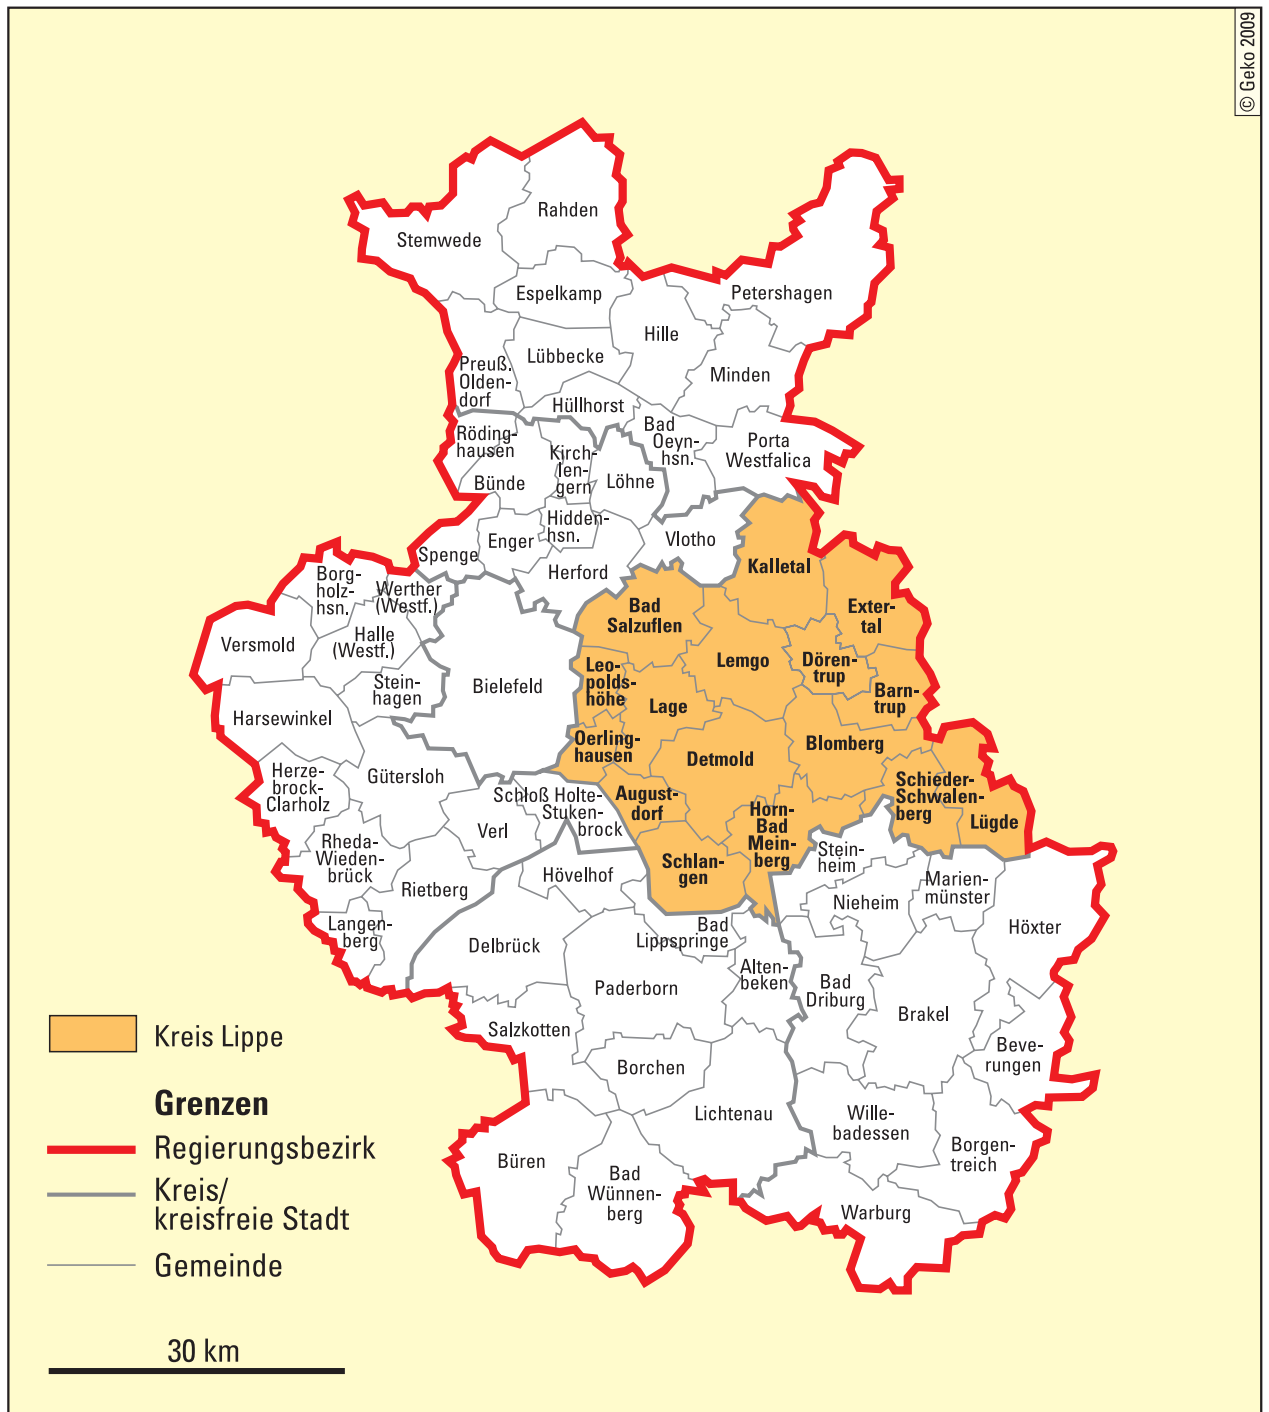 © Geko 2009
Rahden
Stemwede
Espelkamp
Petershagen
Hille
Lübbecke
Preuß.
Olden-
dorf
Minden
Hüllhorst
Bad
Oeyn-
hsn.
Porta
Westfalica
Röding-
hausen
Kirch-
len-
gern
Löhne
Bünde
Hidden-
hsn.
Enger
Spenge
Vlotho
Herford
Kalletal
Borg-
holz-
hsn.
Werther
(Westf.)
Exter-
tal
Bad
Salzuflen
Versmold
Halle
(Westf.)
Lemgo
Dören-
trup
Leo-
polds-
höhe
Stein-
hagen
Bielefeld
Barn-
trup
Lage
Harsewinkel
Oerling-
hausen
Blomberg
Detmold
Herze-
brock-
Clarholz
Gütersloh
Schieder-
Schwalen-
berg
Schloß Holte-
Stuken-
brock
August-
dorf
Horn-
Bad
Mein-
berg
Lügde
Verl
Rheda-
Wieden-
brück
Stein-
heim
Schlan-
gen
Rietberg
Hövelhof
Marien-
münster
Nieheim
Langen-
berg
Bad
Lippspringe
Höxter
Delbrück
Alten-
beken
Paderborn
Bad
Driburg
Brakel
Salzkotten
Beve-
rungen
Borchen
Lichtenau
Wille-
badessen
Borgen-
treich
Büren
Bad
Wünnen-
berg
Warburg
Kreis Lippe
Grenzen
Regierungsbezirk
Kreis/
kreisfreie Stadt
Gemeinde
30 km